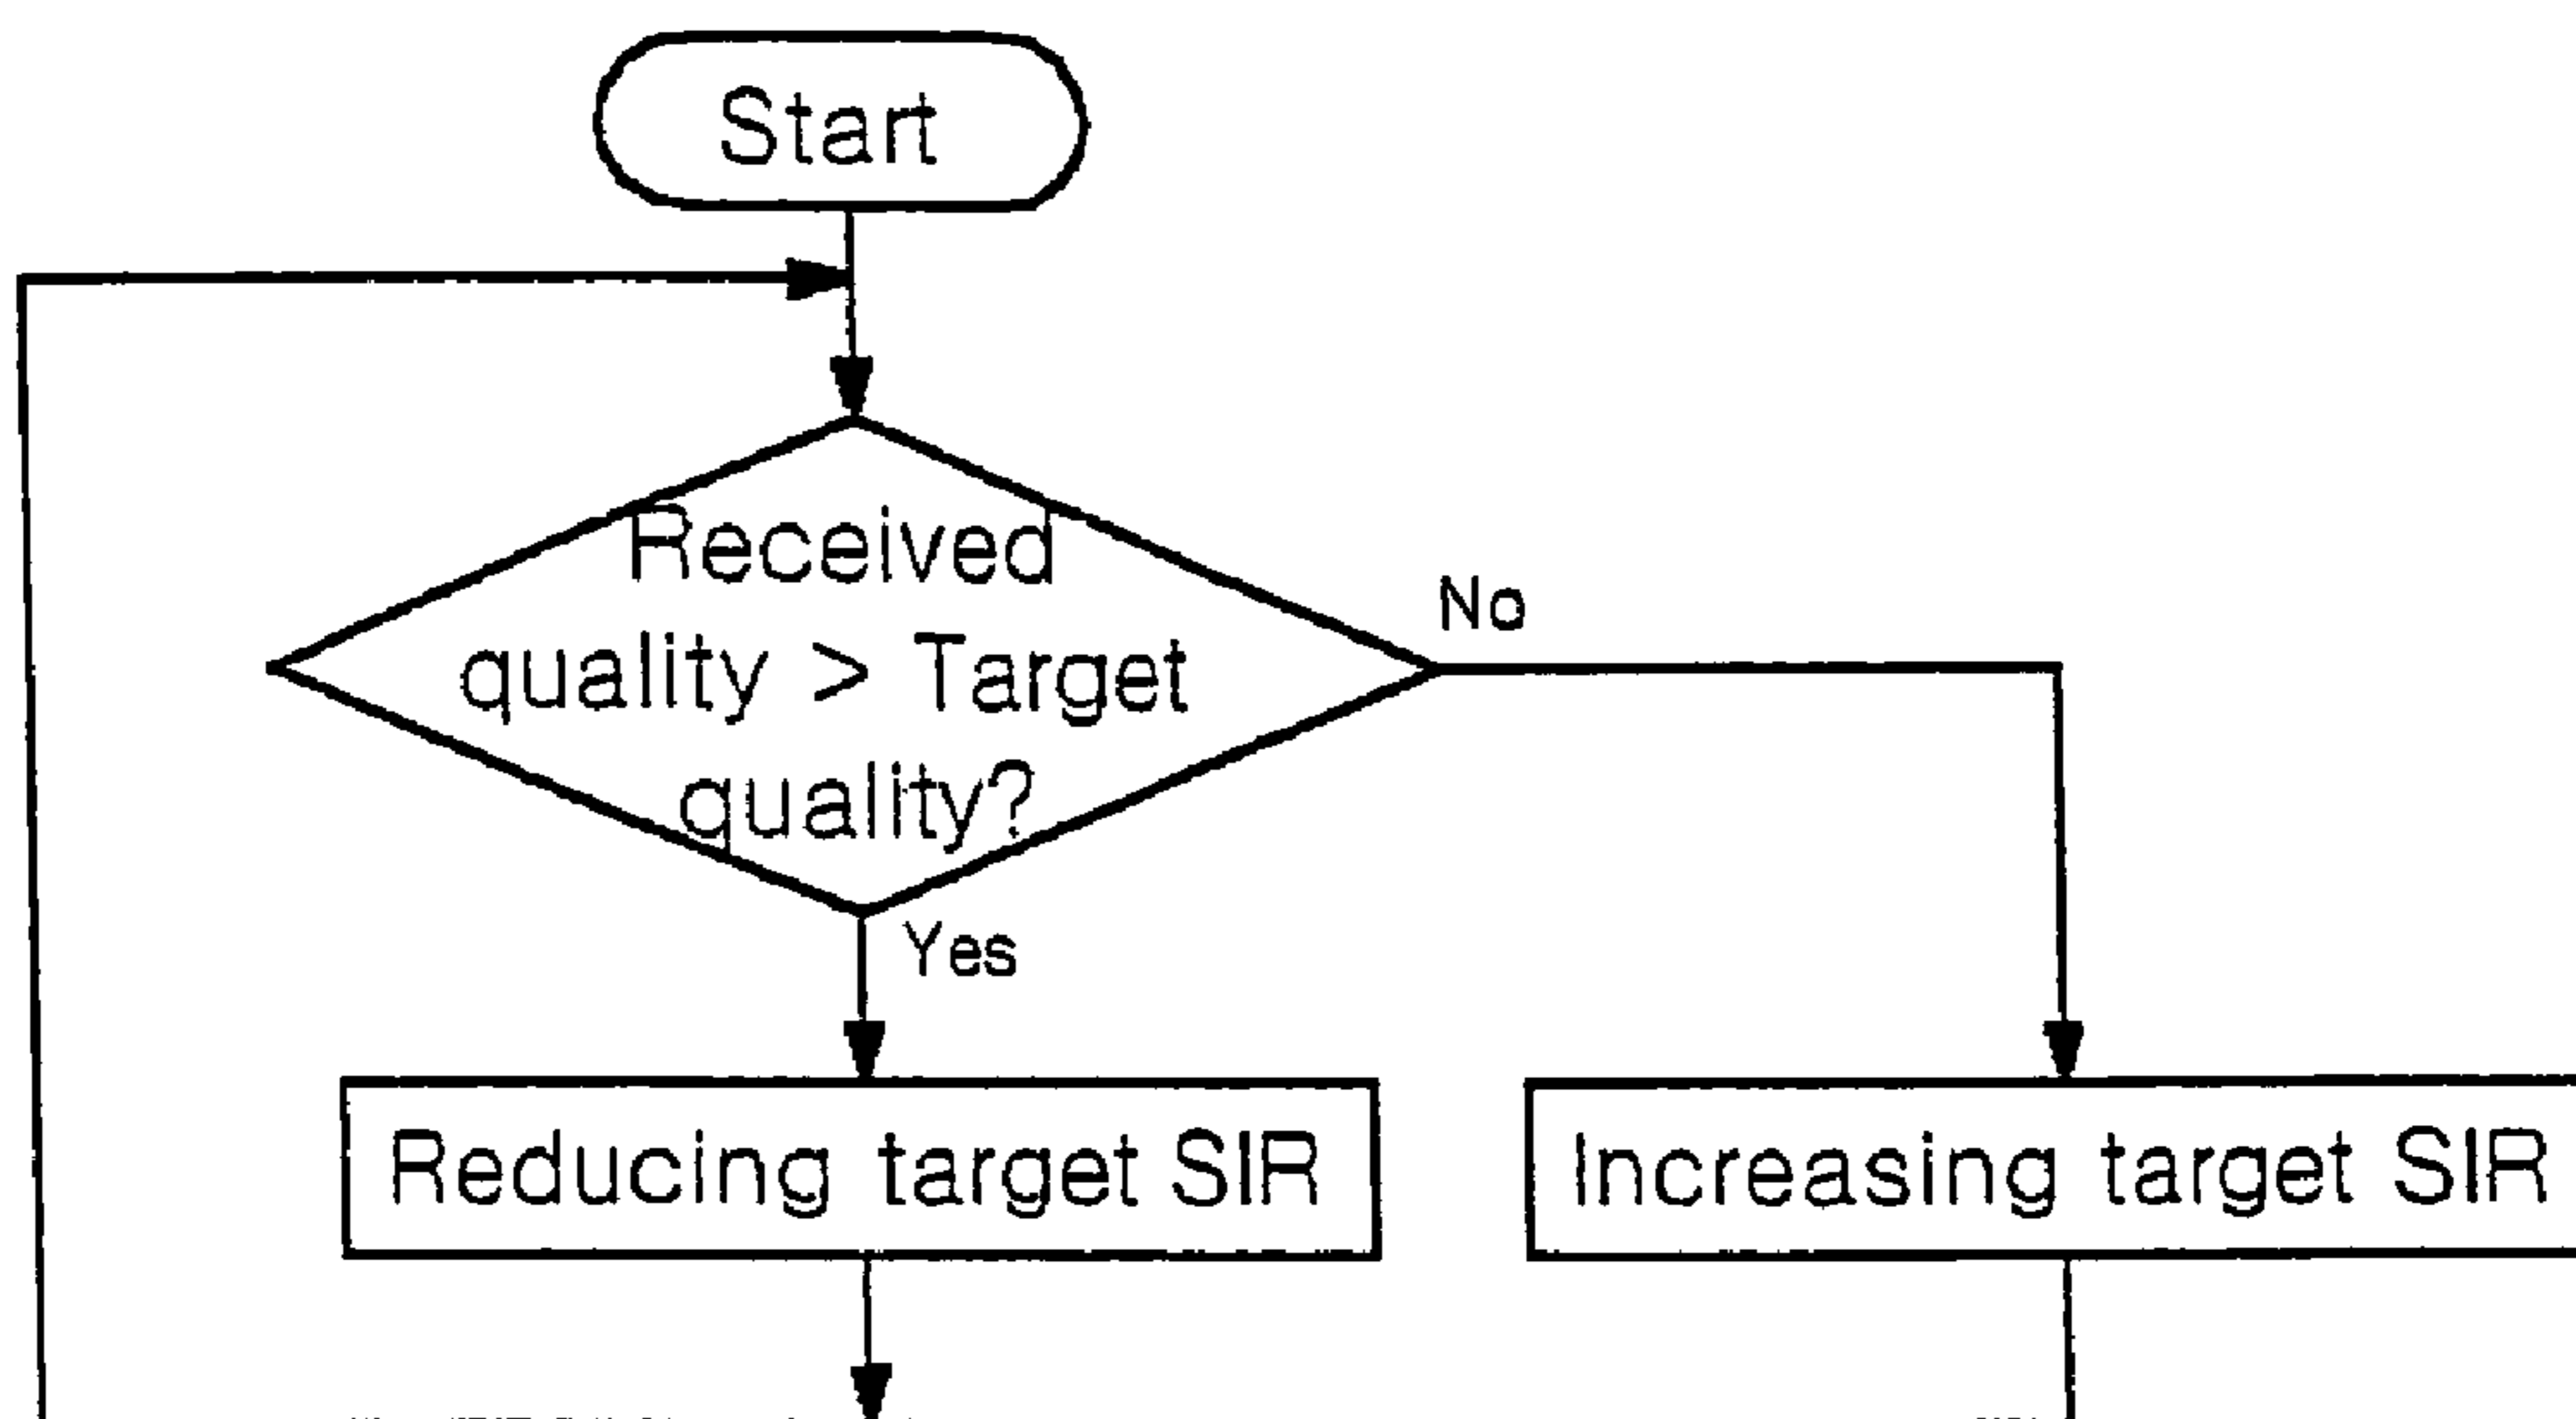 Start
Received
quality > Target
quality?
No
Yes
Reducing target SIR
Increasing target SIR